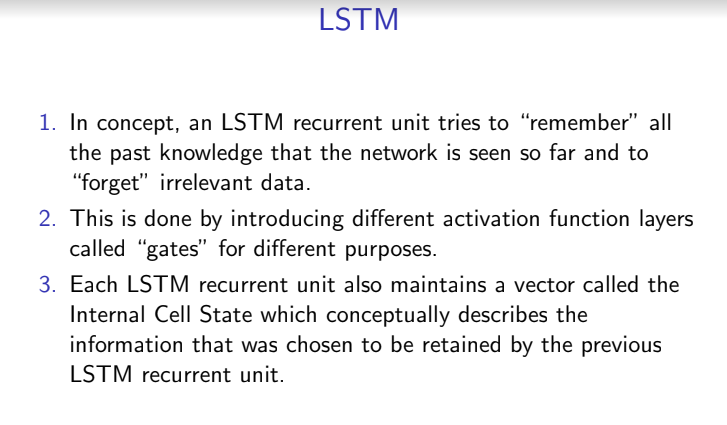 LSTM
1. In concept, an LSTM recurrent unit tries to “remember” all
the past knowledge that the network is seen so far and to
“forget” irrelevant data.
2. This is done by introducing different activation function layers
called “gates” for different purposes.
3. Each LSTM recurrent unit also maintains a vector called the
Internal Cell State which conceptually describes the
information that was chosen to be retained by the previous
LSTM recurrent unit.